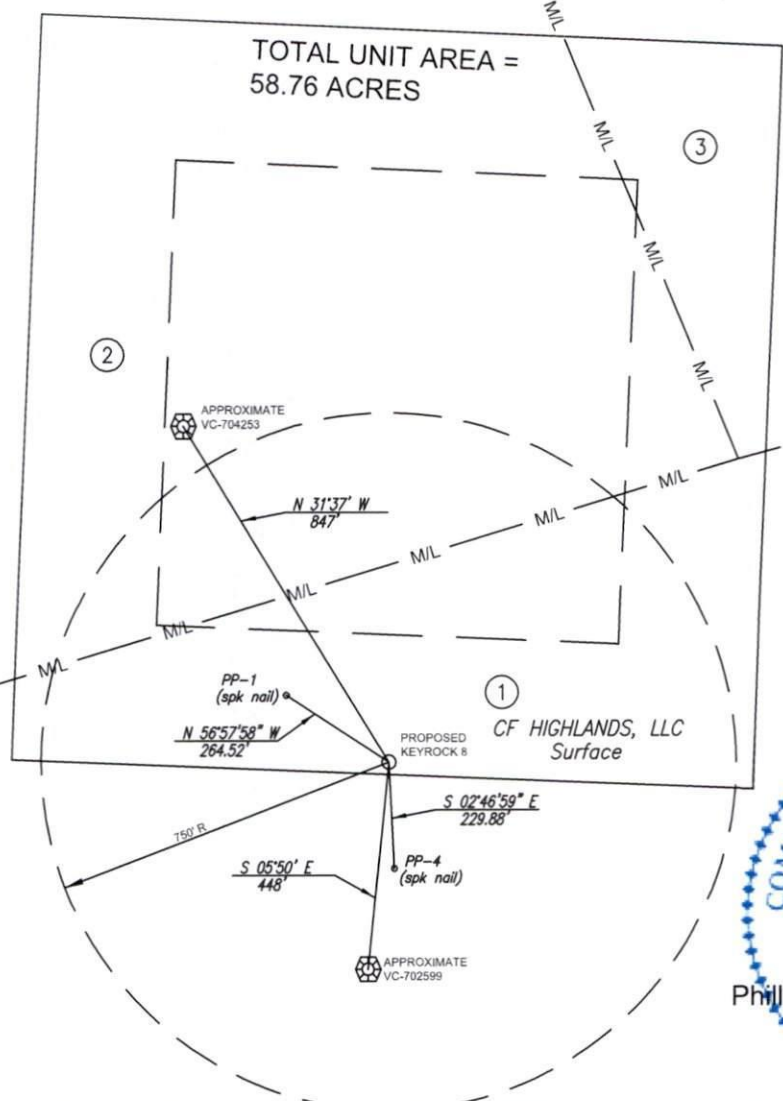 M/L
TOTAL UNIT AREA =
58.76 ACRES
M/L
3
M/L
2
M/L
APPROXIMATE
VC-704253
M/L
N 31°37' W
847'
M/L
M/L
M/L
M/L
M/L
PP-1
(spk nail)
1
CF HIGHLANDS, LLC
Surface
N 56°57'58" W
264.52'
PROPOSED
KEYROCK 8
S 02°46'59" E
229.88'
750' R
S 05°50' E
448'
PP-4
(spk nail)
APPROXIMATE
VC-702599
Phill